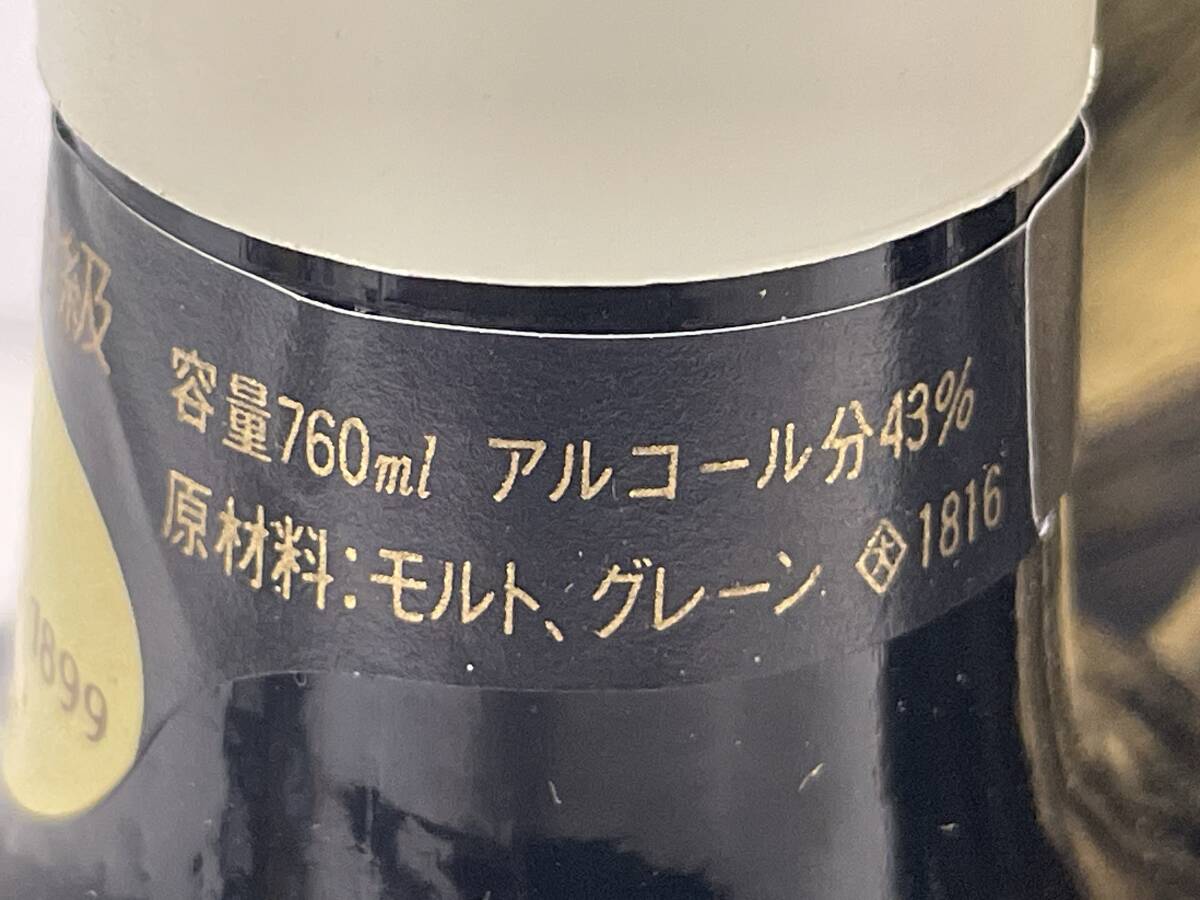 級
容量760ml アルコール分43%
原材料:モルト、グレーン 1816
1899